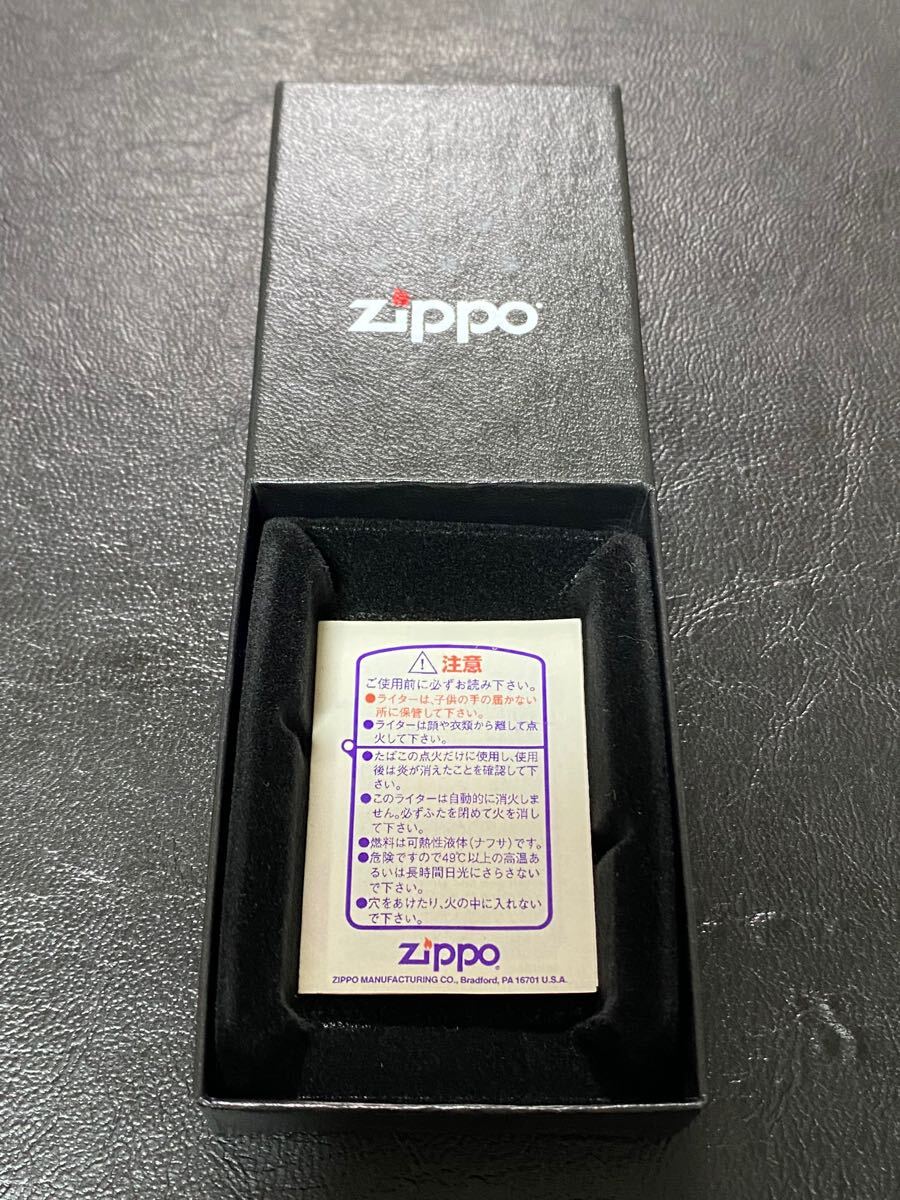 zippo
注意
ご使用前に必ずお読み下さい。
●ライターは、子供の手の届かない
所に保管して下さい。
●ライターは顔や衣類から離して点
火して下さい。
●たばこの点火だけに使用し、使用
後は炎が消えたことを確認して下
さい。
●このライターは自動的に消火しま
せん。必ずふたを閉めて火を消し
て下さい。
●燃料は可熱性液体(ナフサ)です。
●危険ですので49℃以上の高温あ
るいは長時間日光にさらさない
で下さい。
●穴をあけたり、火の中に入れない
で下さい。
zippo
ZIPPO MANUFACTURING CO., Bradford, PA 16701 U.S.A.